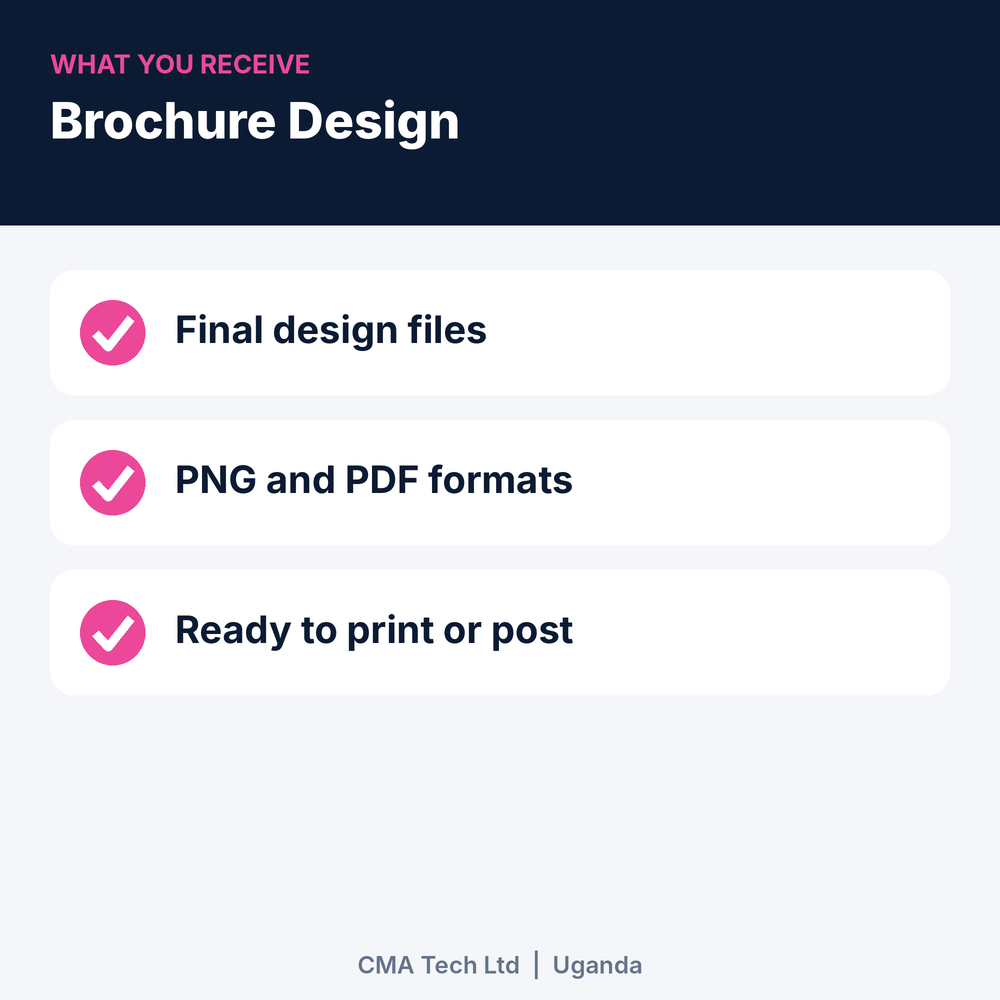 WHAT YOU RECEIVE
Brochure Design
Final design files
PNG and PDF formats
Ready to print or post
CMA Tech Ltd | Uganda